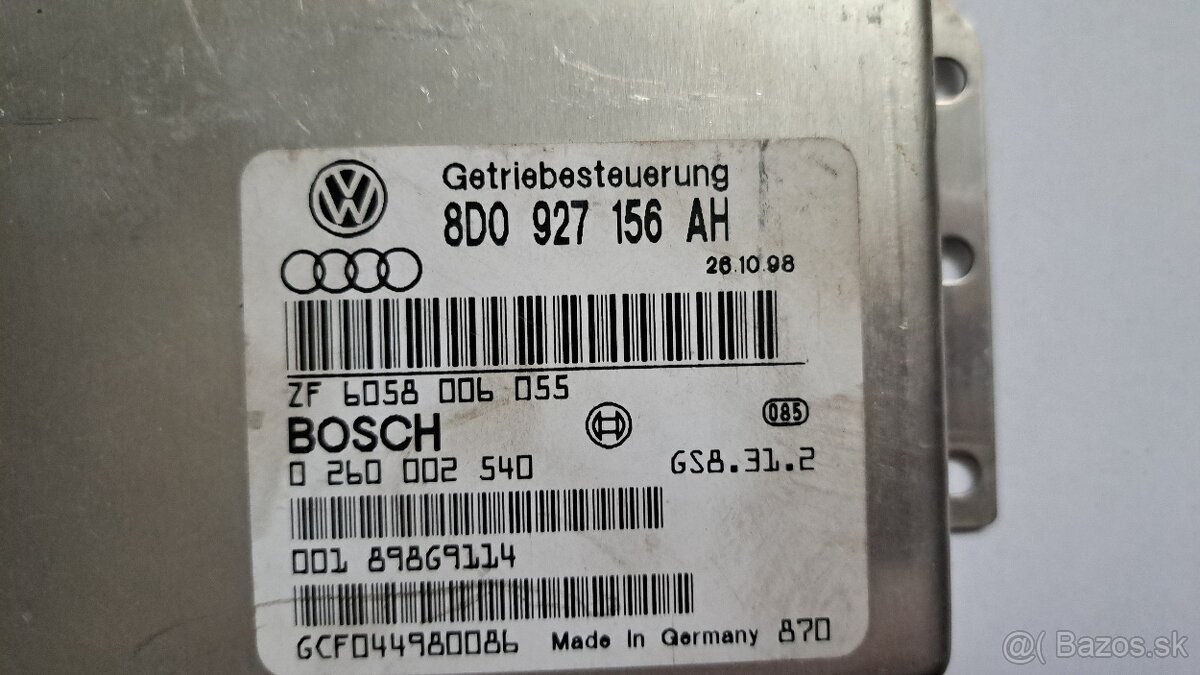 Getriebesteuerung
8D0 927 156 AH
26.10.98
ZF 6058 006 055
BOSCH
085
0 260 002 540 GS8.31.2
001 898G9114
GCF044980086 Made In Germany 870
@( Bazos.sk